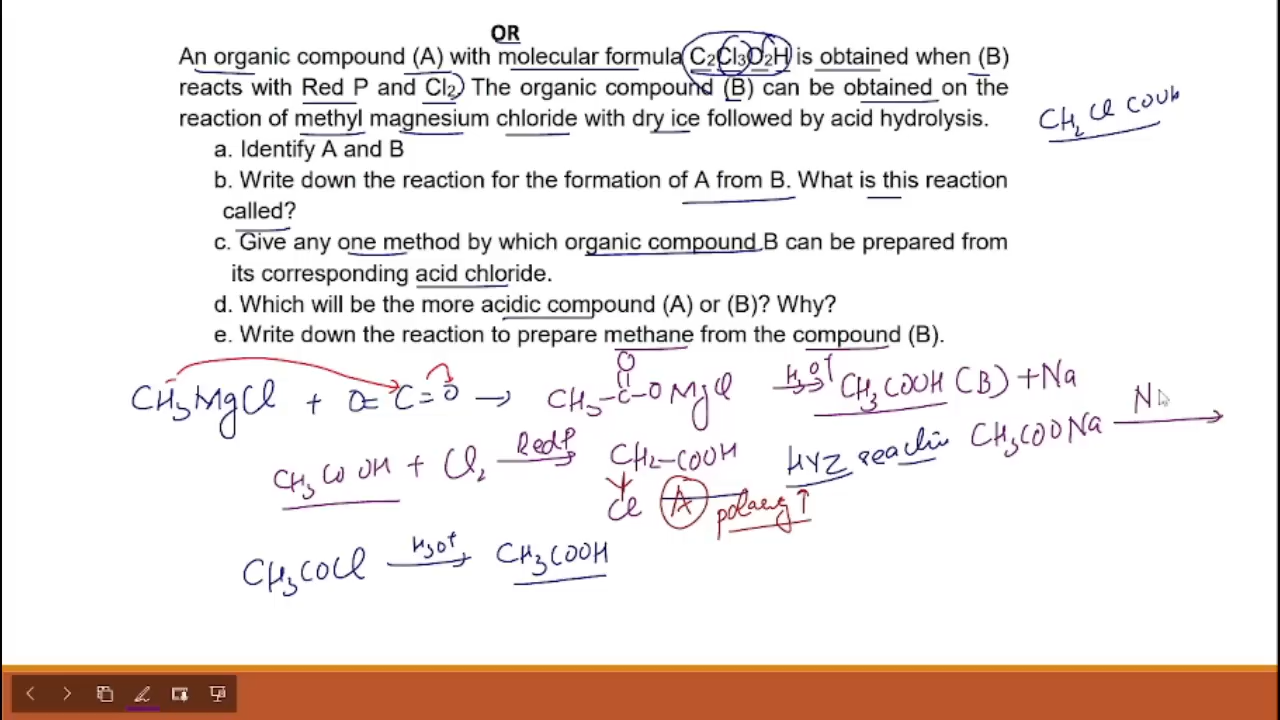 OR
An organic compound (A) with molecular formula C₂Cl₃O₂H is obtained when (B)
reacts with Red P and Cl₂. The organic compound (B) can be obtained on the
reaction of methyl magnesium chloride with dry ice followed by acid hydrolysis.
CH₂Cl COOH
a. Identify A and B
b. Write down the reaction for the formation of A from B. What is this reaction
called?
c. Give any one method by which organic compound B can be prepared from
its corresponding acid chloride.
d. Which will be the more acidic compound (A) or (B)? Why?
e. Write down the reaction to prepare methane from the compound (B).
CH₃MgCl + O=C=O → CH₃-C-OMgCl H₃O⁺ CH₃COOH (B) + Na
O
CH₃COOH + Cl₂ Red P CH₂-COOH HVZ reaction CH₃COONa N
Cl A polarity ↑
CH₃COCl H₃O⁺ CH₃COOH